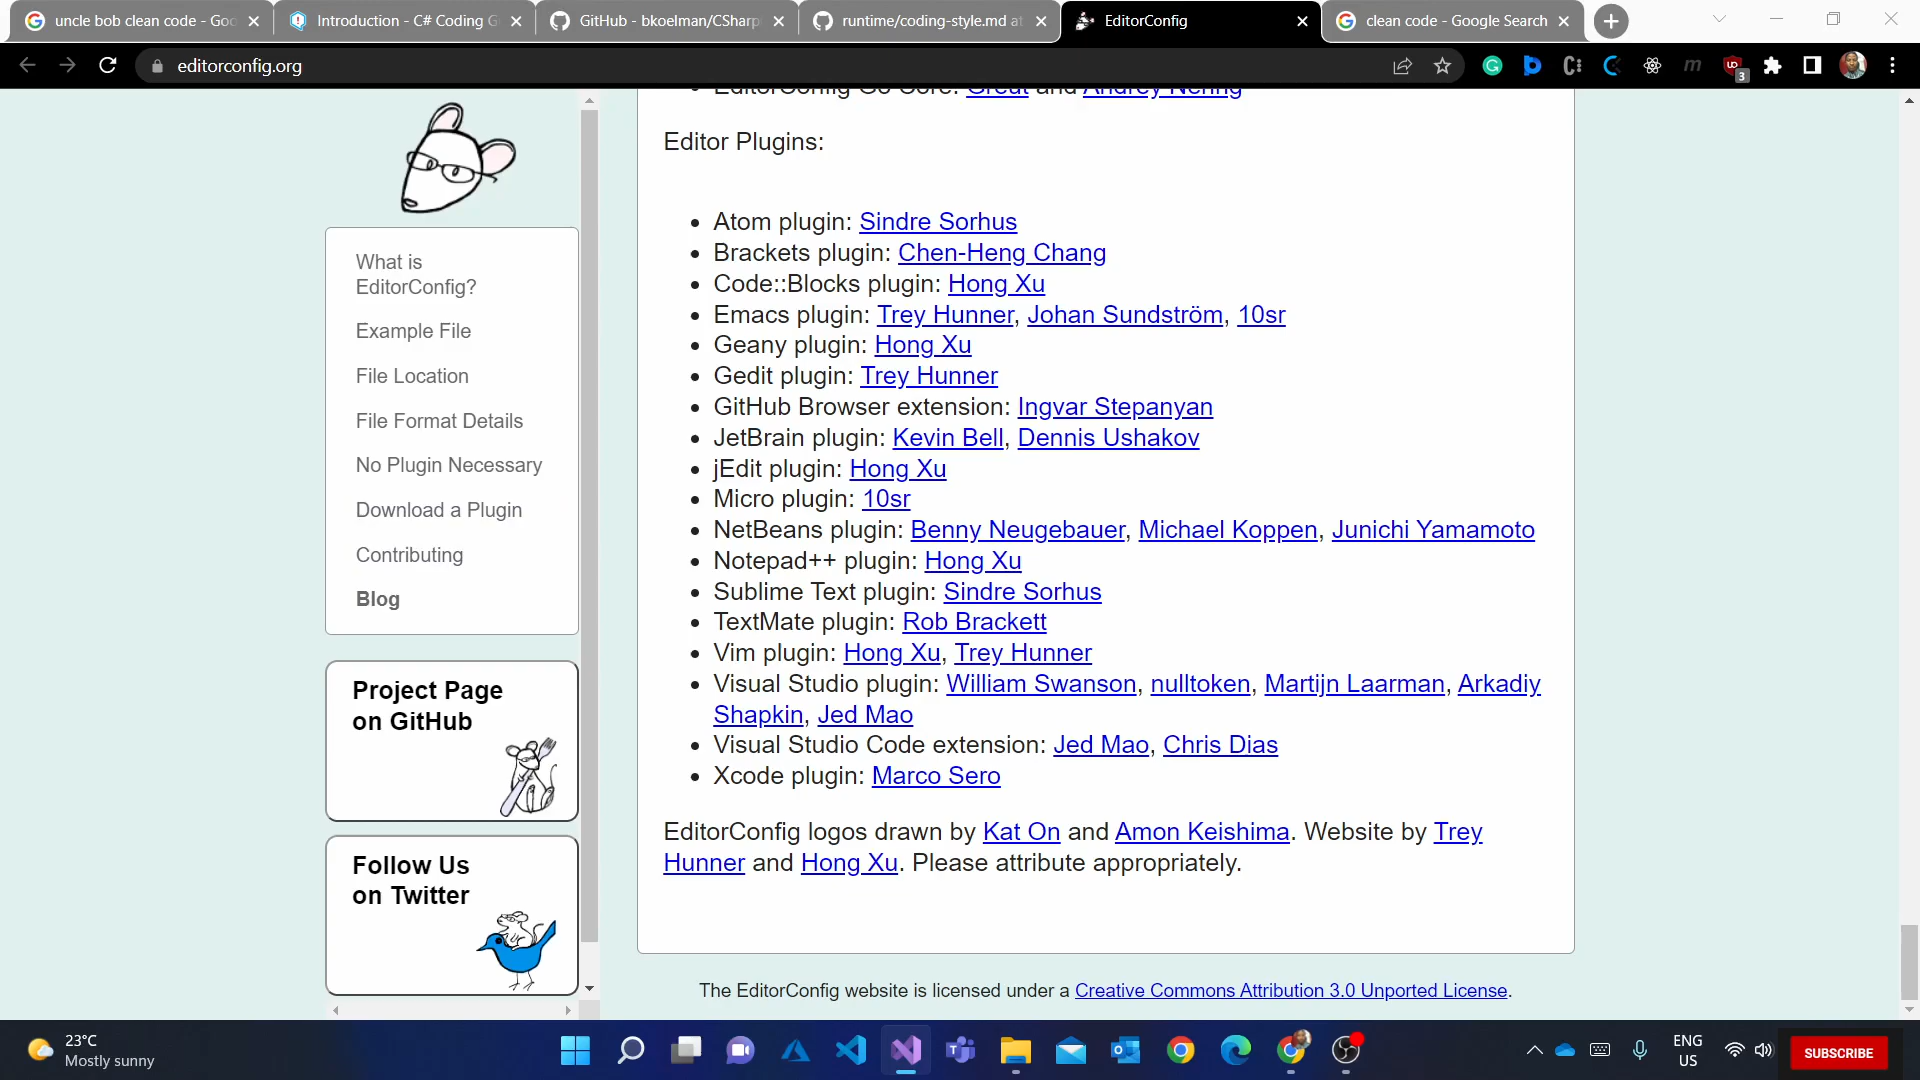 uncle bob clean code - Goo
Introduction - C# Coding G
GitHub - bkoelman/CSharp
runtime/coding-style.md at
EditorConfig
clean code - Google Search
editorconfig.org
3
EditorConfig Go Core: Greut and Andrey Nering
Editor Plugins:
Atom plugin: Sindre Sorhus
Brackets plugin: Chen-Heng Chang
Code::Blocks plugin: Hong Xu
Emacs plugin: Trey Hunner, Johan Sundström, 10sr
Geany plugin: Hong Xu
Gedit plugin: Trey Hunner
GitHub Browser extension: Ingvar Stepanyan
JetBrain plugin: Kevin Bell, Dennis Ushakov
jEdit plugin: Hong Xu
Micro plugin: 10sr
NetBeans plugin: Benny Neugebauer, Michael Koppen, Junichi Yamamoto
Notepad++ plugin: Hong Xu
Sublime Text plugin: Sindre Sorhus
TextMate plugin: Rob Brackett
Vim plugin: Hong Xu, Trey Hunner
Visual Studio plugin: William Swanson, nulltoken, Martijn Laarman, Arkadiy
Shapkin, Jed Mao
Visual Studio Code extension: Jed Mao, Chris Dias
Xcode plugin: Marco Sero
EditorConfig logos drawn by Kat On and Amon Keishima. Website by Trey
Hunner and Hong Xu. Please attribute appropriately.
What is
EditorConfig?
Example File
File Location
File Format Details
No Plugin Necessary
Download a Plugin
Contributing
Blog
Project Page
on GitHub
Follow Us
on Twitter
The EditorConfig website is licensed under a Creative Commons Attribution 3.0 Unported License.
23°C
Mostly sunny
ENG
US
SUBSCRIBE